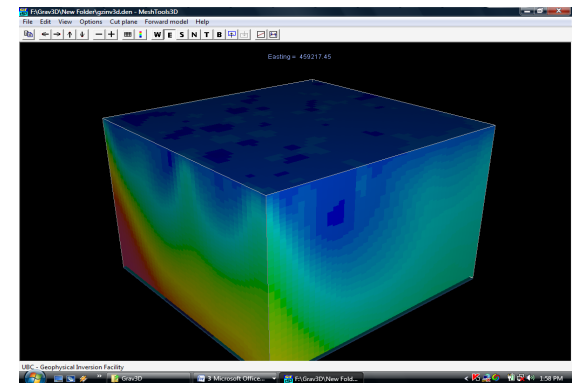 F:\Grav3D\New Folder\gzinv3d.den - MeshTools3D
File Edit View Options Cut plane Forward model Help
W E S N T B
Easting = 459217.45
UBC - Geophysical Inversion Facility
Grav3D 3 Microsoft Office... F:\Grav3D\New Fold... 1:58 PM